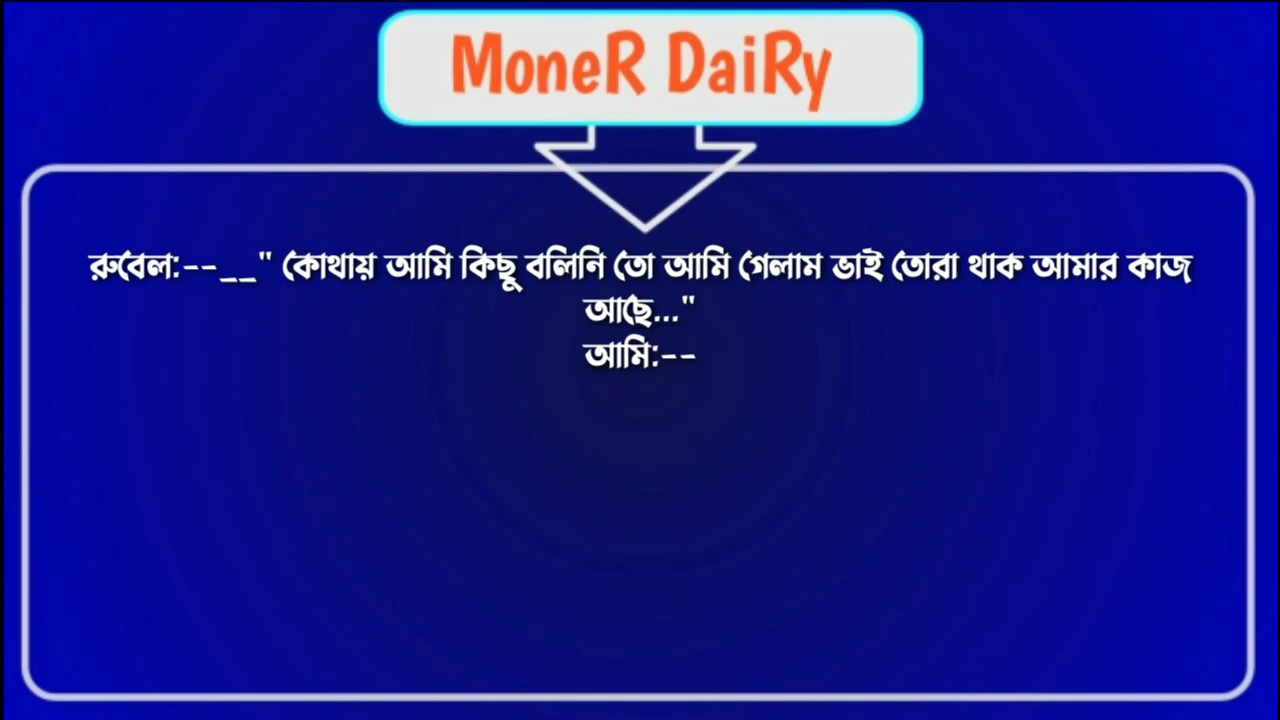 MoneR DaiRy
রুবেল:--__" কোথায় আমি কিছু বলিনি তো আমি গেলাম ভাই তোরা থাক আমার কাজ
আছে..."
আমি:--